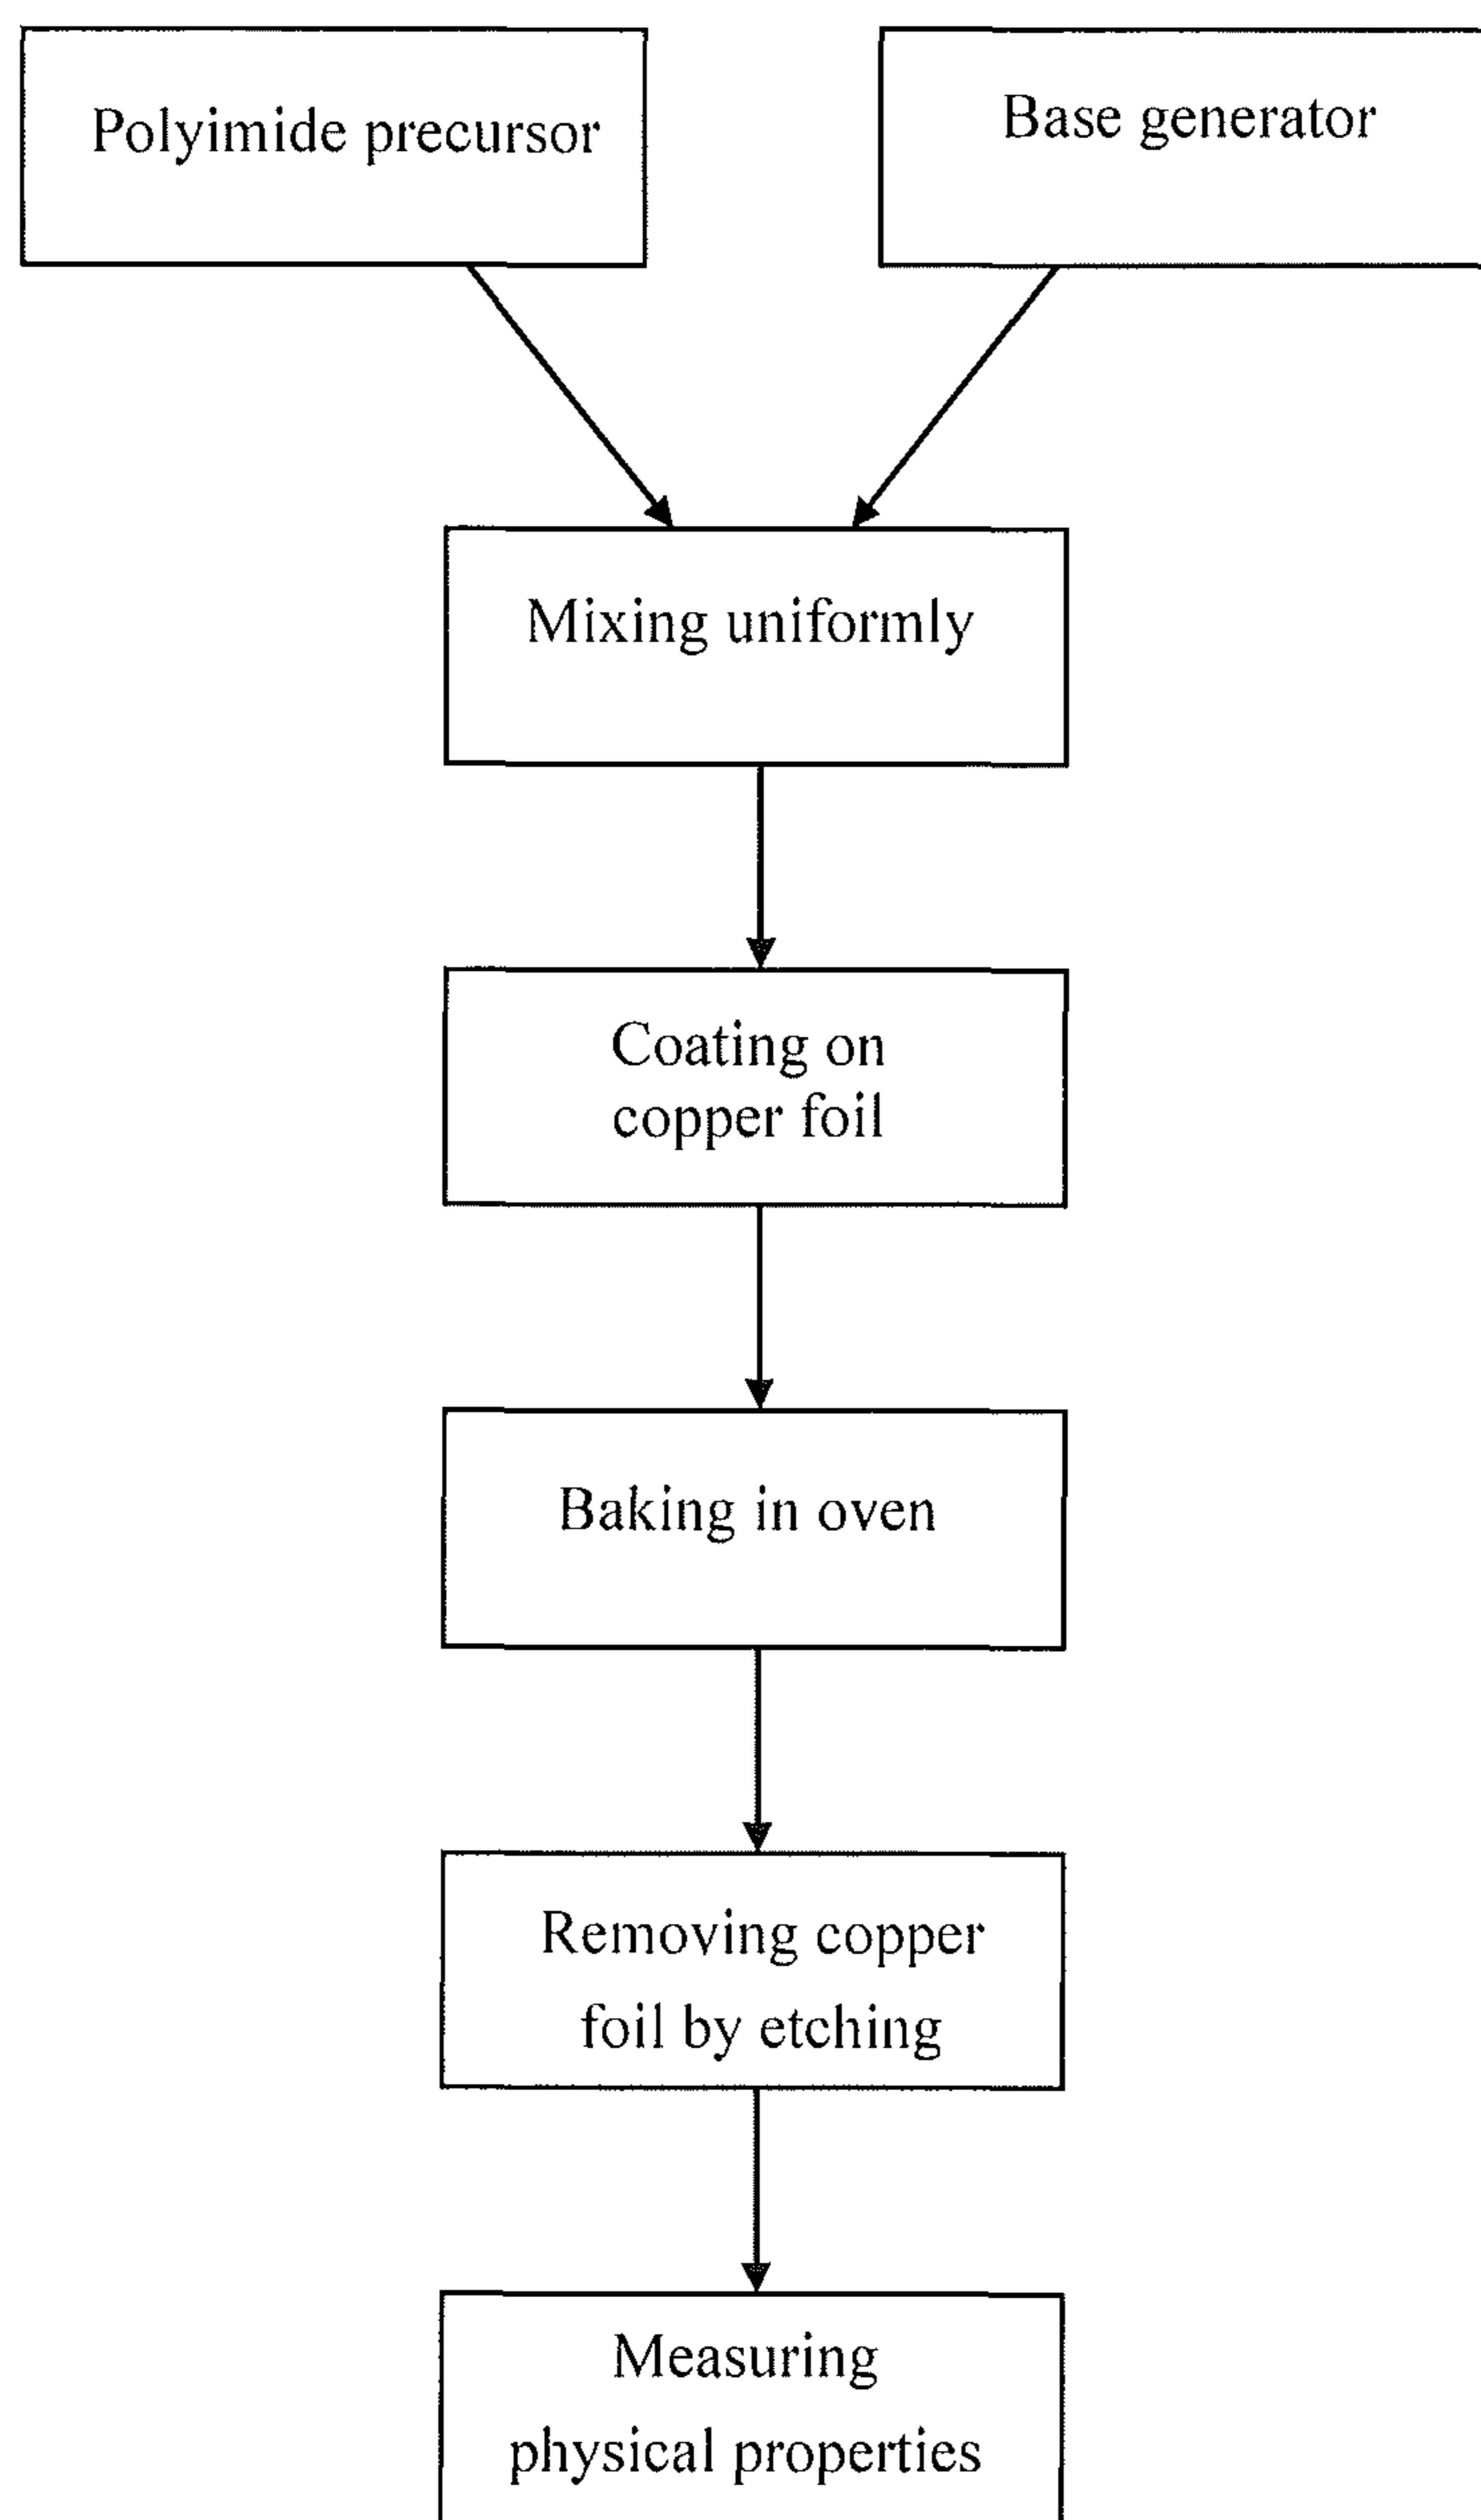 Polyimide precursor
Base generator
Mixing uniformly
Coating on
copper foil
Baking in oven
Removing copper
foil by etching
Measuring
physical properties